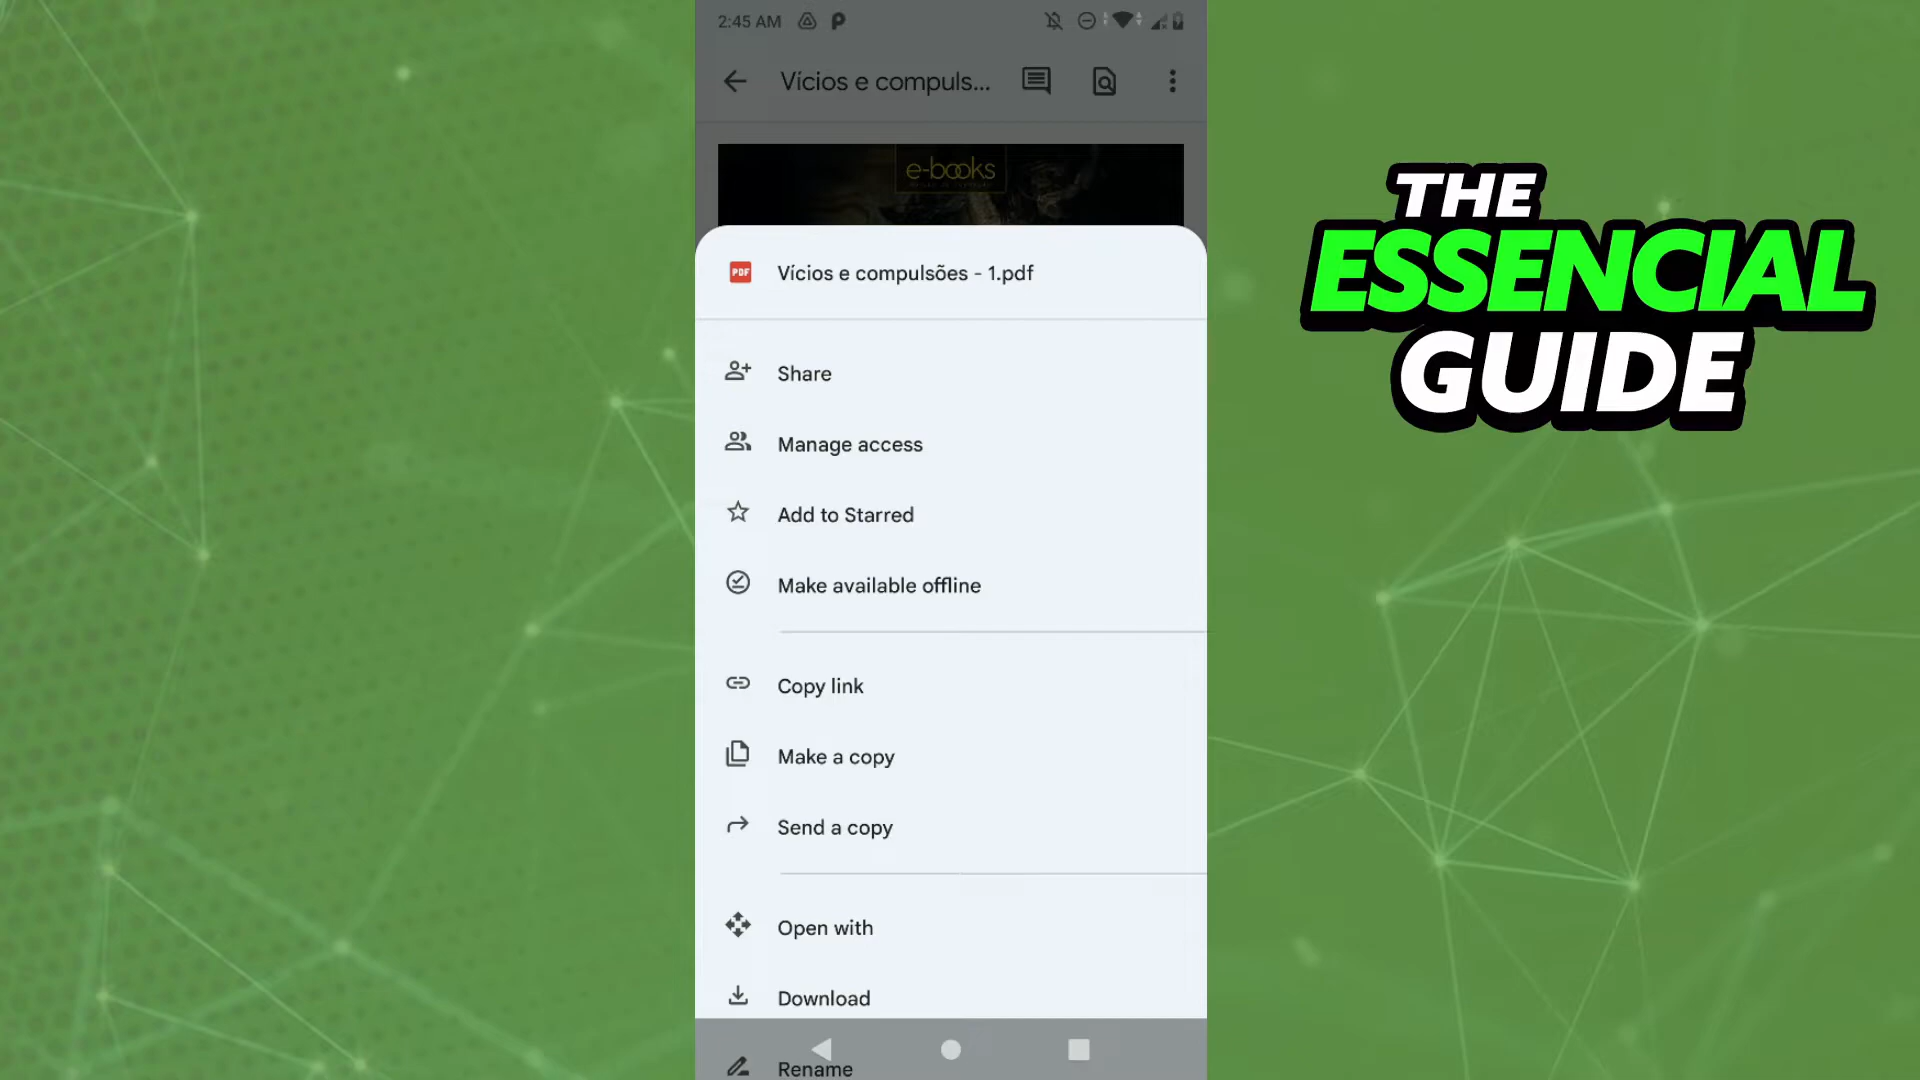 2:45 AM
Vícios e compuls...
e-books
PDF
Vícios e compulsões - 1.pdf
Share
Manage access
Add to Starred
Make available offline
Copy link
Make a copy
Send a copy
Open with
Download
Rename
THE
ESSENCIAL
GUIDE